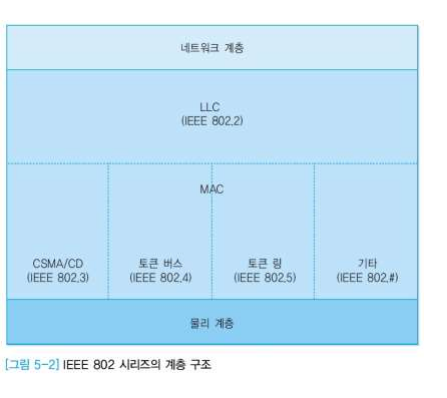 네트워크 계층
LLC
(IEEE 802.2)
MAC
CSMA/CD
(IEEE 802.3)
토큰 버스
(IEEE 802.4)
토큰 링
(IEEE 802.5)
기타
(IEEE 802.#)
물리 계층
[그림 5-2] IEEE 802 시리즈의 계층 구조